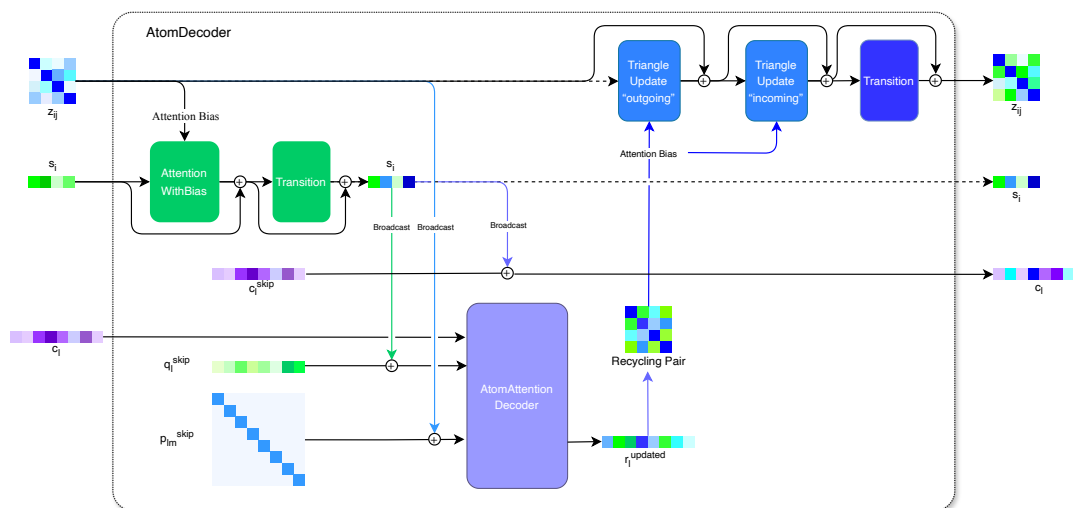 AtomDecoder
z_ij
Attention Bias
Triangle
Update
“outgoing”
Triangle
Update
“incoming”
Transition
z_ij
s_i
Attention
WithBias
Transition
s_i
Attention Bias
s_i
Broadcast
Broadcast
Broadcast
c_l^skip
c_l
c_l
q_l^skip
AtomAttention
Decoder
Recycling Pair
p_lm^skip
r_l^updated